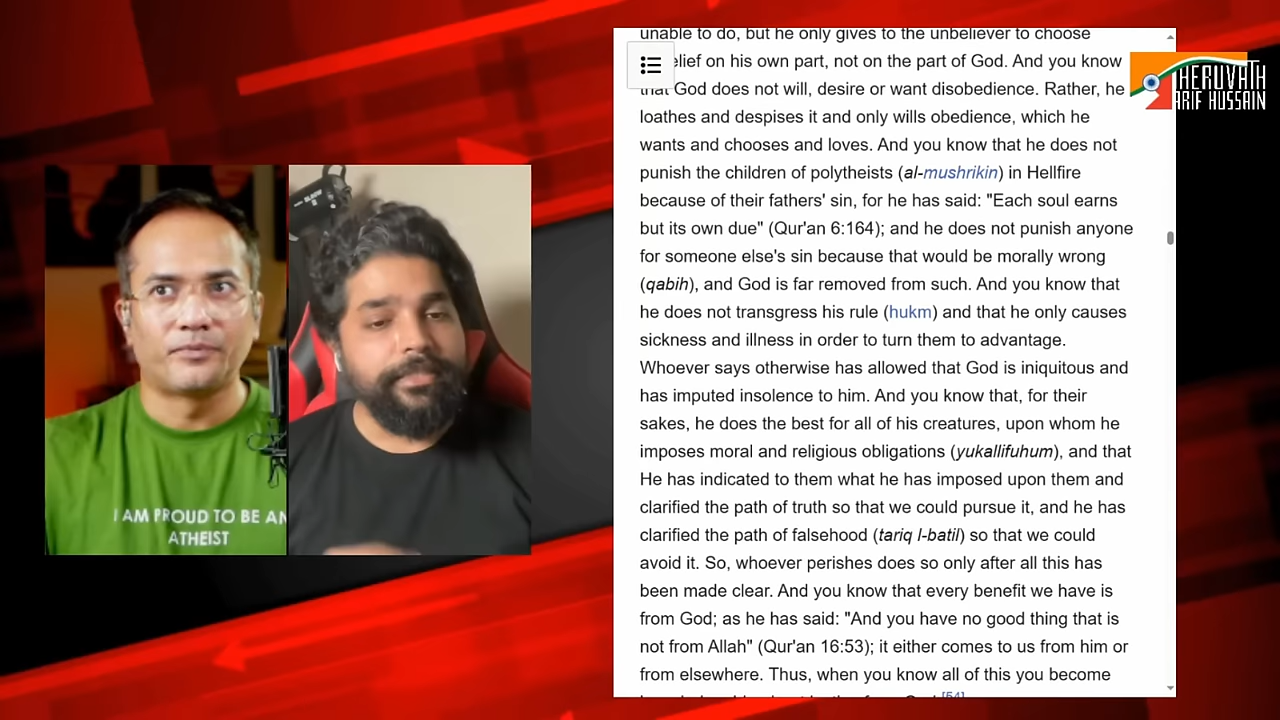 I AM PROUD TO BE AN
ATHEIST
unable to do, but he only gives to the unbeliever to choose
elief on his own part, not on the part of God. And you know
that God does not will, desire or want disobedience. Rather, he
loathes and despises it and only wills obedience, which he
wants and chooses and loves. And you know that he does not
punish the children of polytheists (al-mushrikin) in Hellfire
because of their fathers' sin, for he has said: "Each soul earns
but its own due" (Qur'an 6:164); and he does not punish anyone
for someone else's sin because that would be morally wrong
(qabih), and God is far removed from such. And you know that
he does not transgress his rule (hukm) and that he only causes
sickness and illness in order to turn them to advantage.
Whoever says otherwise has allowed that God is iniquitous and
has imputed insolence to him. And you know that, for their
sakes, he does the best for all of his creatures, upon whom he
imposes moral and religious obligations (yukallifuhum), and that
He has indicated to them what he has imposed upon them and
clarified the path of truth so that we could pursue it, and he has
clarified the path of falsehood (tariq l-batil) so that we could
avoid it. So, whoever perishes does so only after all this has
been made clear. And you know that every benefit we have is
from God; as he has said: "And you have no good thing that is
not from Allah" (Qur'an 16:53); it either comes to us from him or
from elsewhere. Thus, when you know all of this you become
[54]
THERUVATH
ARIF HUSSAIN